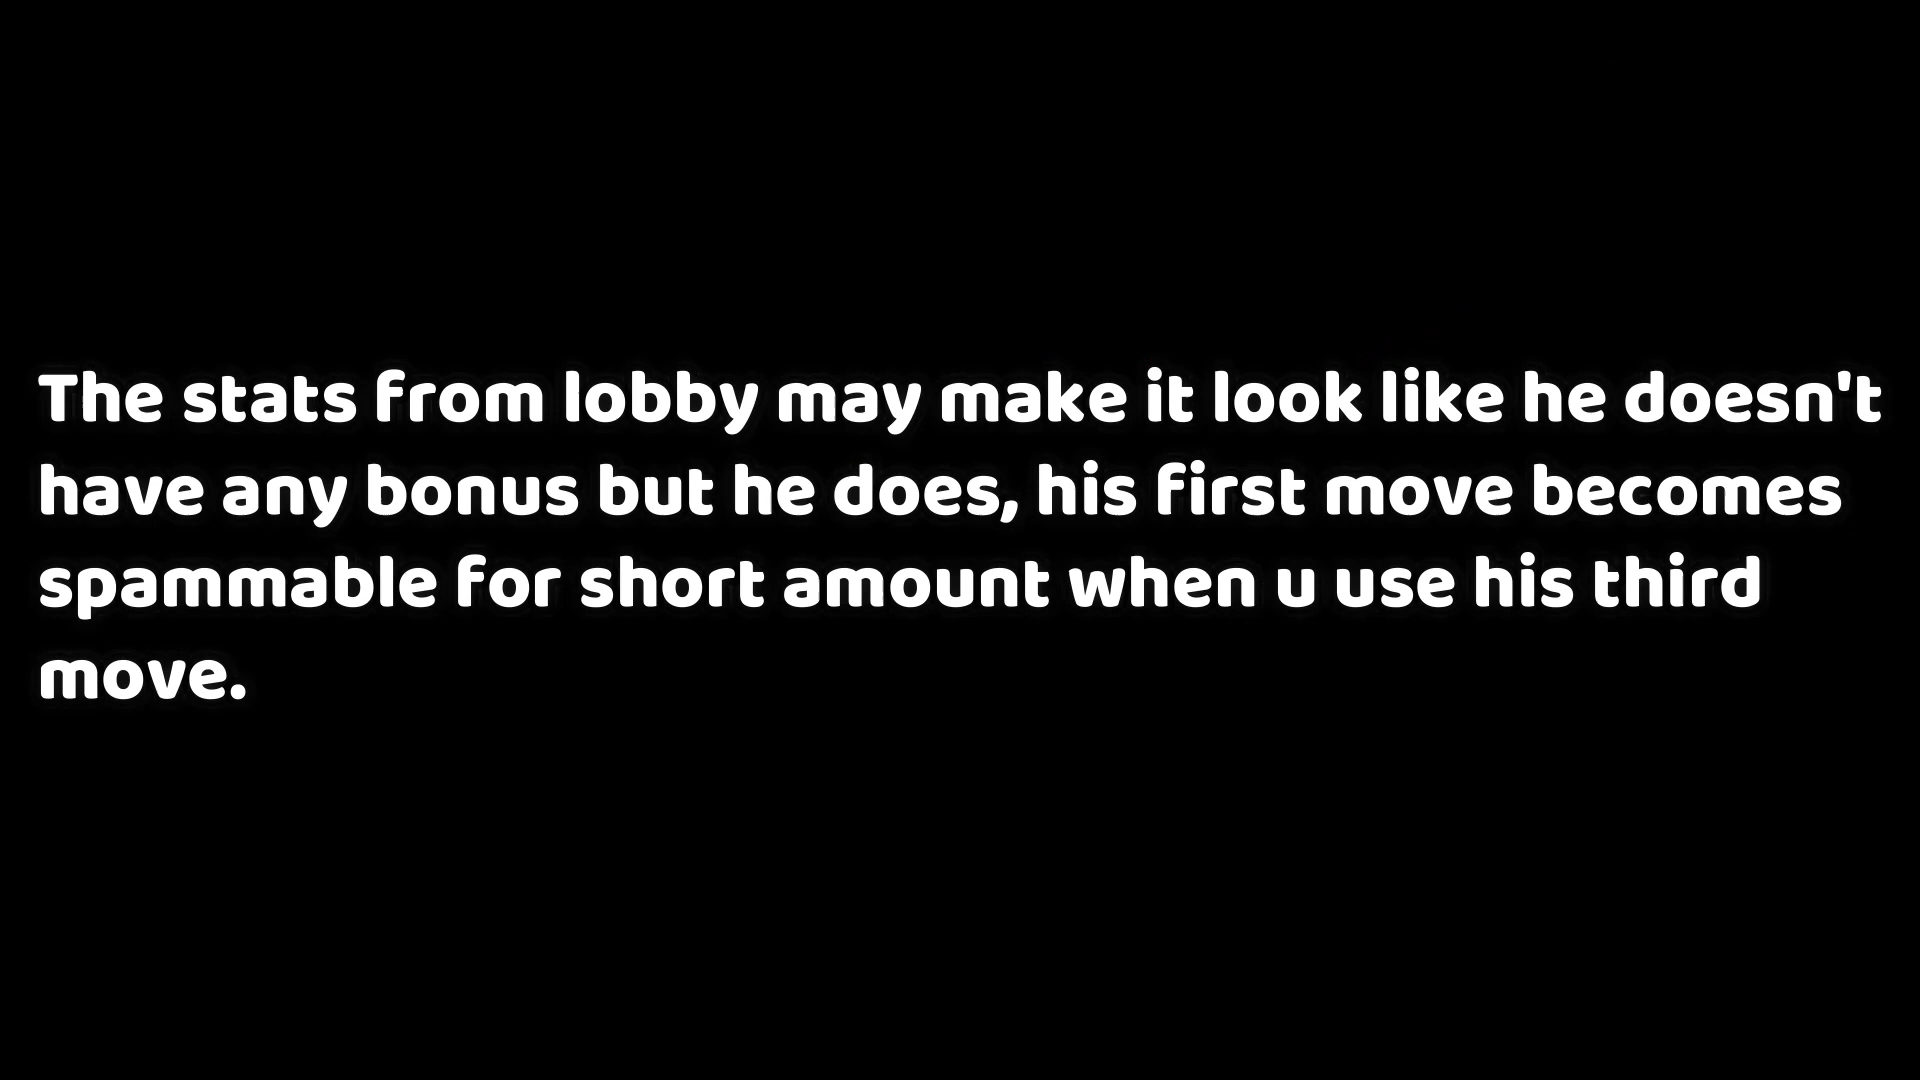 The stats from lobby may make it look like he doesn't
have any bonus but he does, his first move becomes
spammable for short amount when u use his third
move.